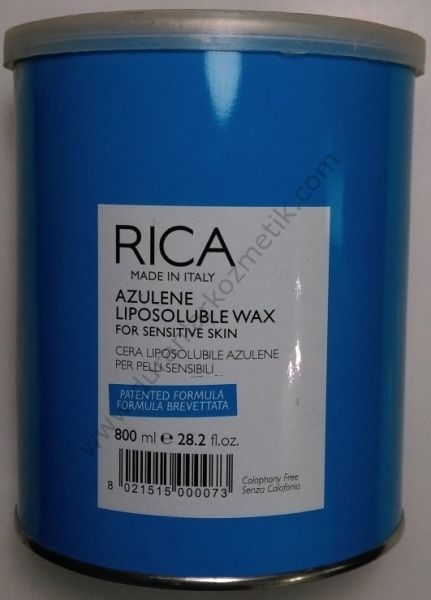 RICA
MADE IN ITALY
AZULENE
LIPOSOLUBLE WAX
FOR SENSITIVE SKIN
CERA LIPOSOLUBILE AZULENE
PER PELLI SENSIBILI
PATENTED FORMULA
FORMULA BREVETTATA
800 ml ℮ 28.2 fl.oz.
8 021515 000073
Colophony Free
Senza Colofonia